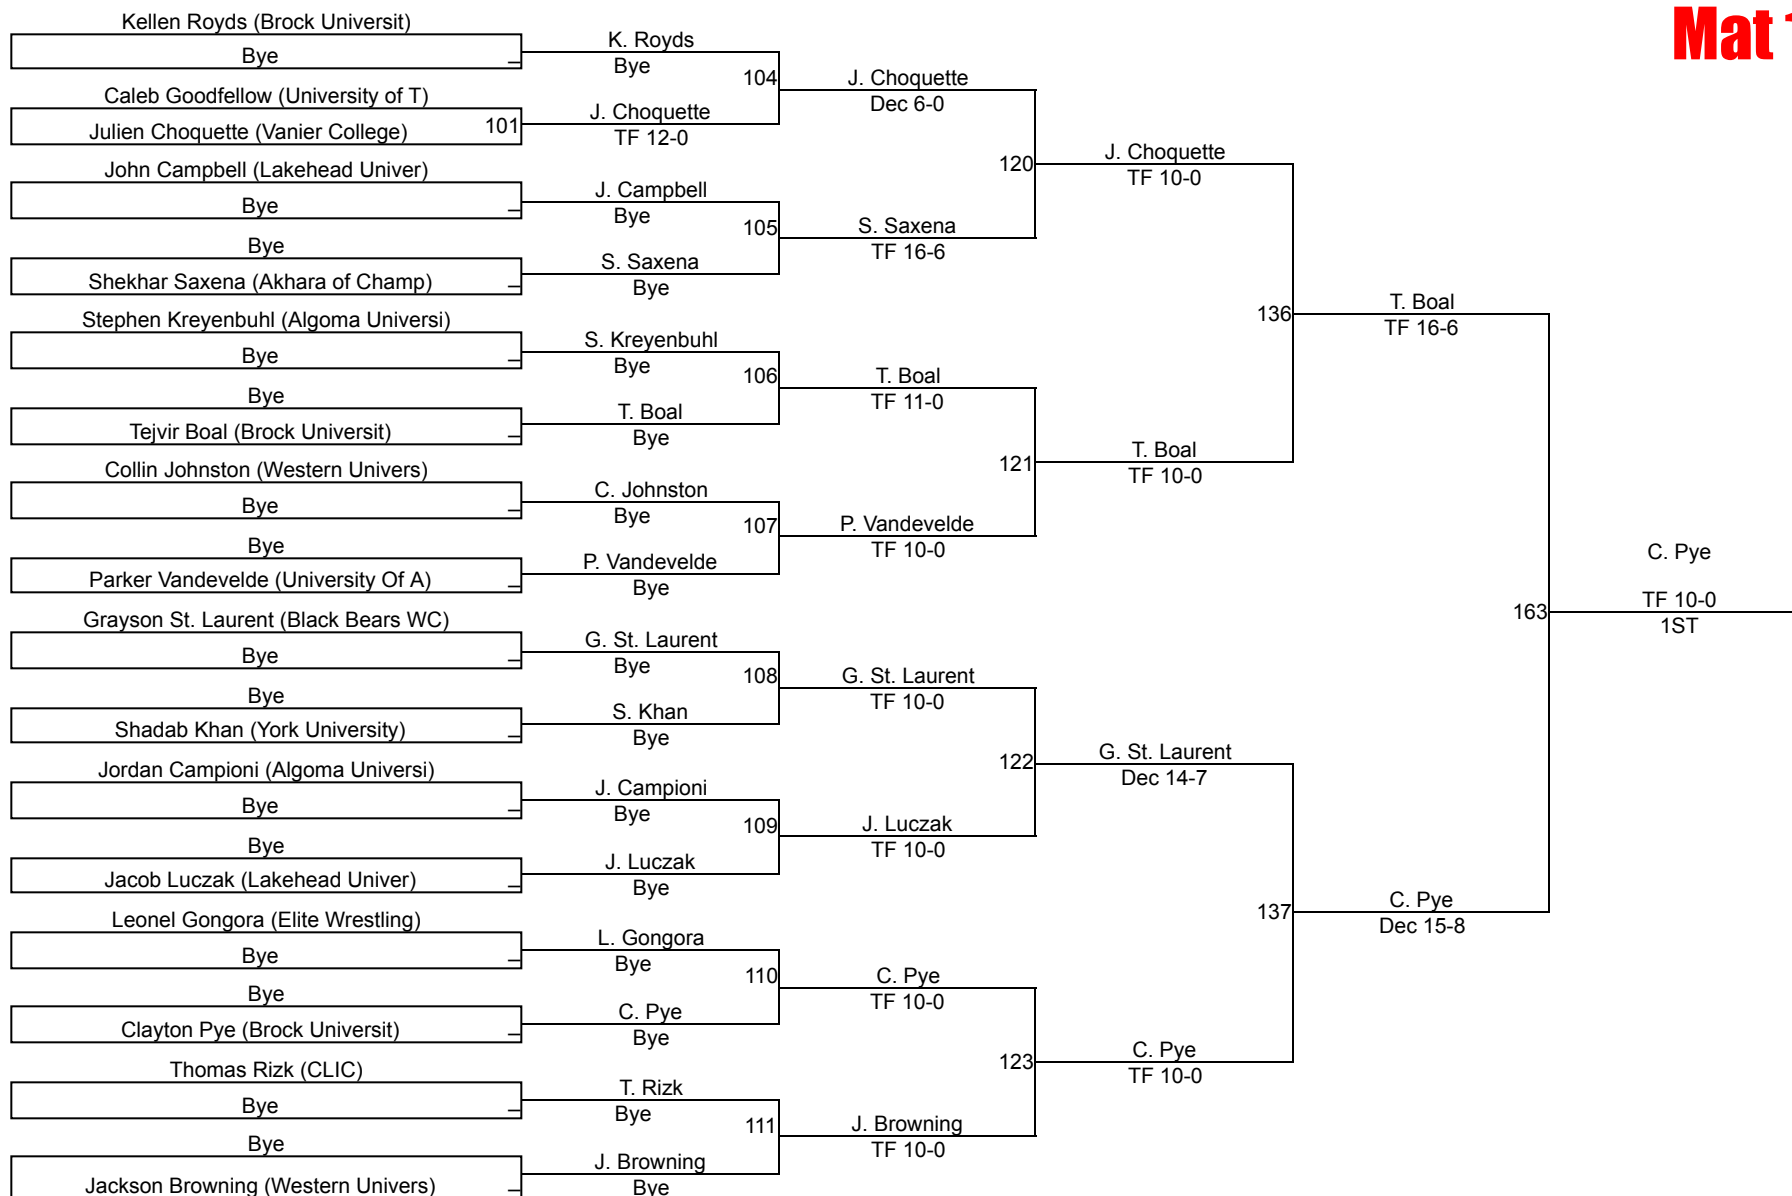 Mat 1
Kellen Royds (Brock Universit)
Bye
Caleb Goodfellow (University of T)
Julien Choquette (Vanier College)
101
John Campbell (Lakehead Univer)
Bye
Bye
Shekhar Saxena (Akhara of Champ)
Stephen Kreyenbuhl (Algoma Universi)
Bye
Bye
Tejvir Boal (Brock Universit)
Collin Johnston (Western Univers)
Bye
Bye
Parker Vandevelde (University Of A)
Grayson St. Laurent (Black Bears WC)
Bye
Bye
Shadab Khan (York University)
Jordan Campioni (Algoma Universi)
Bye
Bye
Jacob Luczak (Lakehead Univer)
Leonel Gongora (Elite Wrestling)
Bye
Bye
Clayton Pye (Brock Universit)
Thomas Rizk (CLIC)
Bye
Bye
Jackson Browning (Western Univers)
K. Royds
Bye
104
J. Choquette
TF 12-0
J. Campbell
Bye
105
S. Saxena
Bye
S. Kreyenbuhl
Bye
106
T. Boal
Bye
C. Johnston
Bye
107
P. Vandevelde
Bye
G. St. Laurent
Bye
108
S. Khan
Bye
J. Campioni
Bye
109
J. Luczak
Bye
L. Gongora
Bye
110
C. Pye
Bye
T. Rizk
Bye
111
J. Browning
Bye
J. Choquette
Dec 6-0
120
S. Saxena
TF 16-6
T. Boal
TF 11-0
121
P. Vandevelde
TF 10-0
G. St. Laurent
TF 10-0
122
J. Luczak
TF 10-0
C. Pye
TF 10-0
123
J. Browning
TF 10-0
J. Choquette
TF 10-0
136
T. Boal
TF 10-0
G. St. Laurent
Dec 14-7
137
C. Pye
TF 10-0
T. Boal
TF 16-6
163
C. Pye
Dec 15-8
C. Pye
TF 10-0
1ST